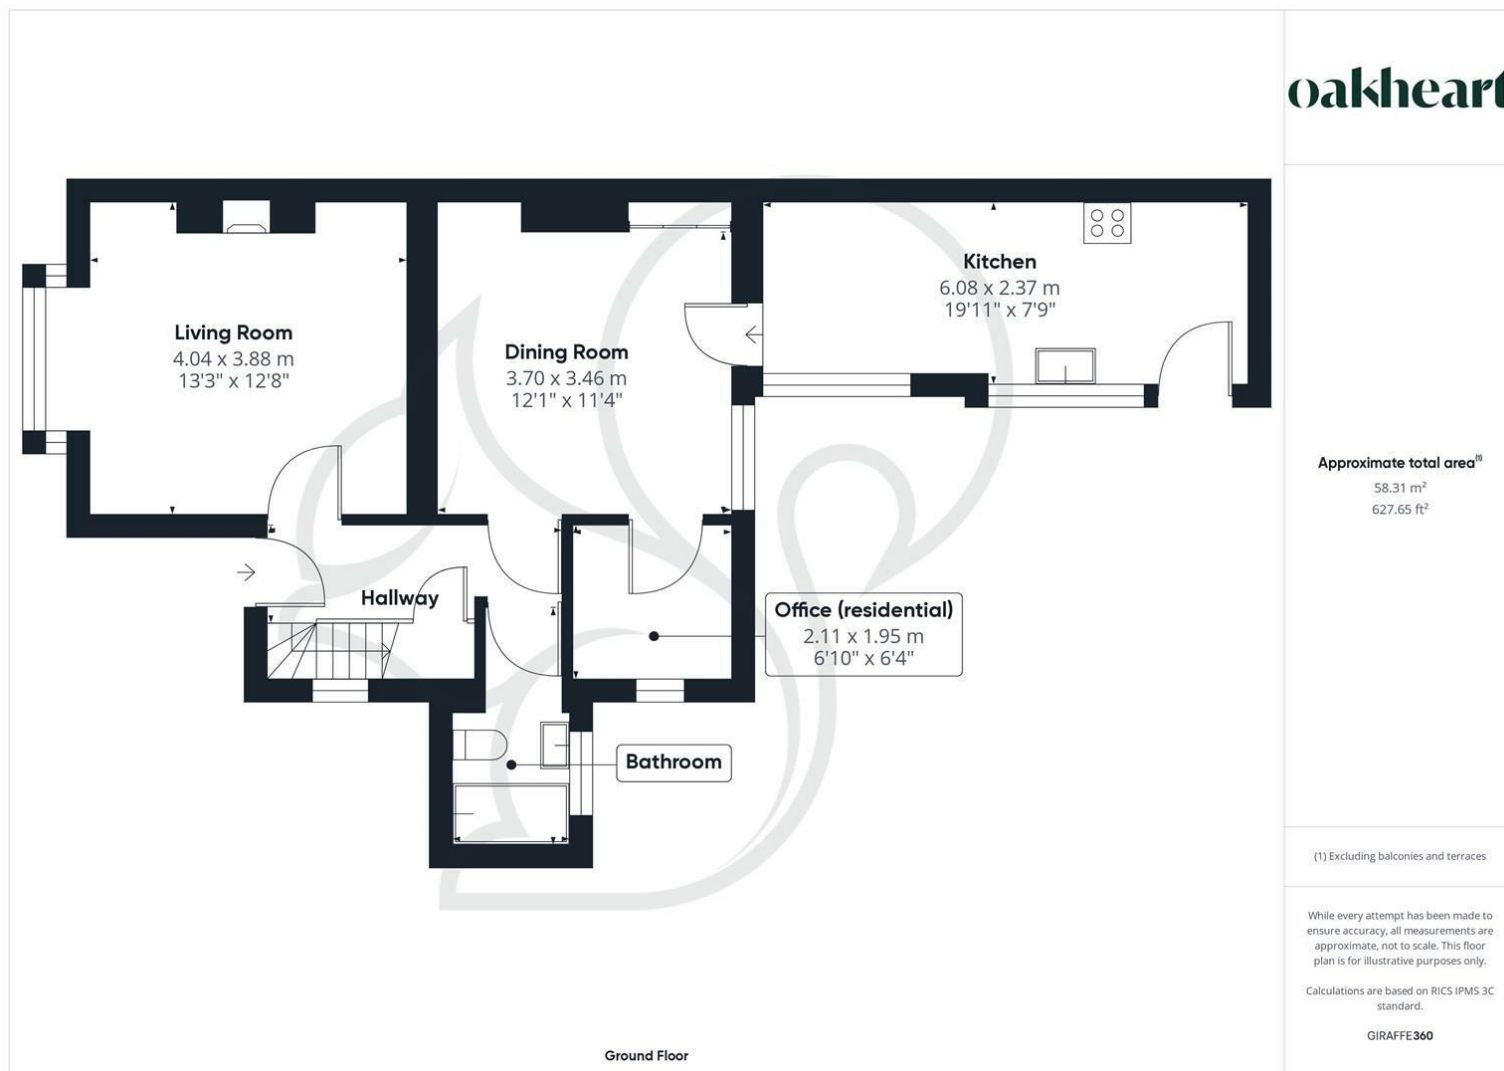 oakheart
Living Room
4.04 x 3.88 m
13'3" x 12'8"
Dining Room
3.70 x 3.46 m
12'1" x 11'4"
Kitchen
6.08 x 2.37 m
19'11" x 7'9"
Hallway
Office (residential)
2.11 x 1.95 m
6'10" x 6'4"
Bathroom
Ground Floor
Approximate total area⁽¹⁾
58.31 m²
627.65 ft²
(1) Excluding balconies and terraces
While every attempt has been made to
ensure accuracy, all measurements are
approximate, not to scale. This floor
plan is for illustrative purposes only.
Calculations are based on RICS IPMS 3C
standard.
GIRAFFE360